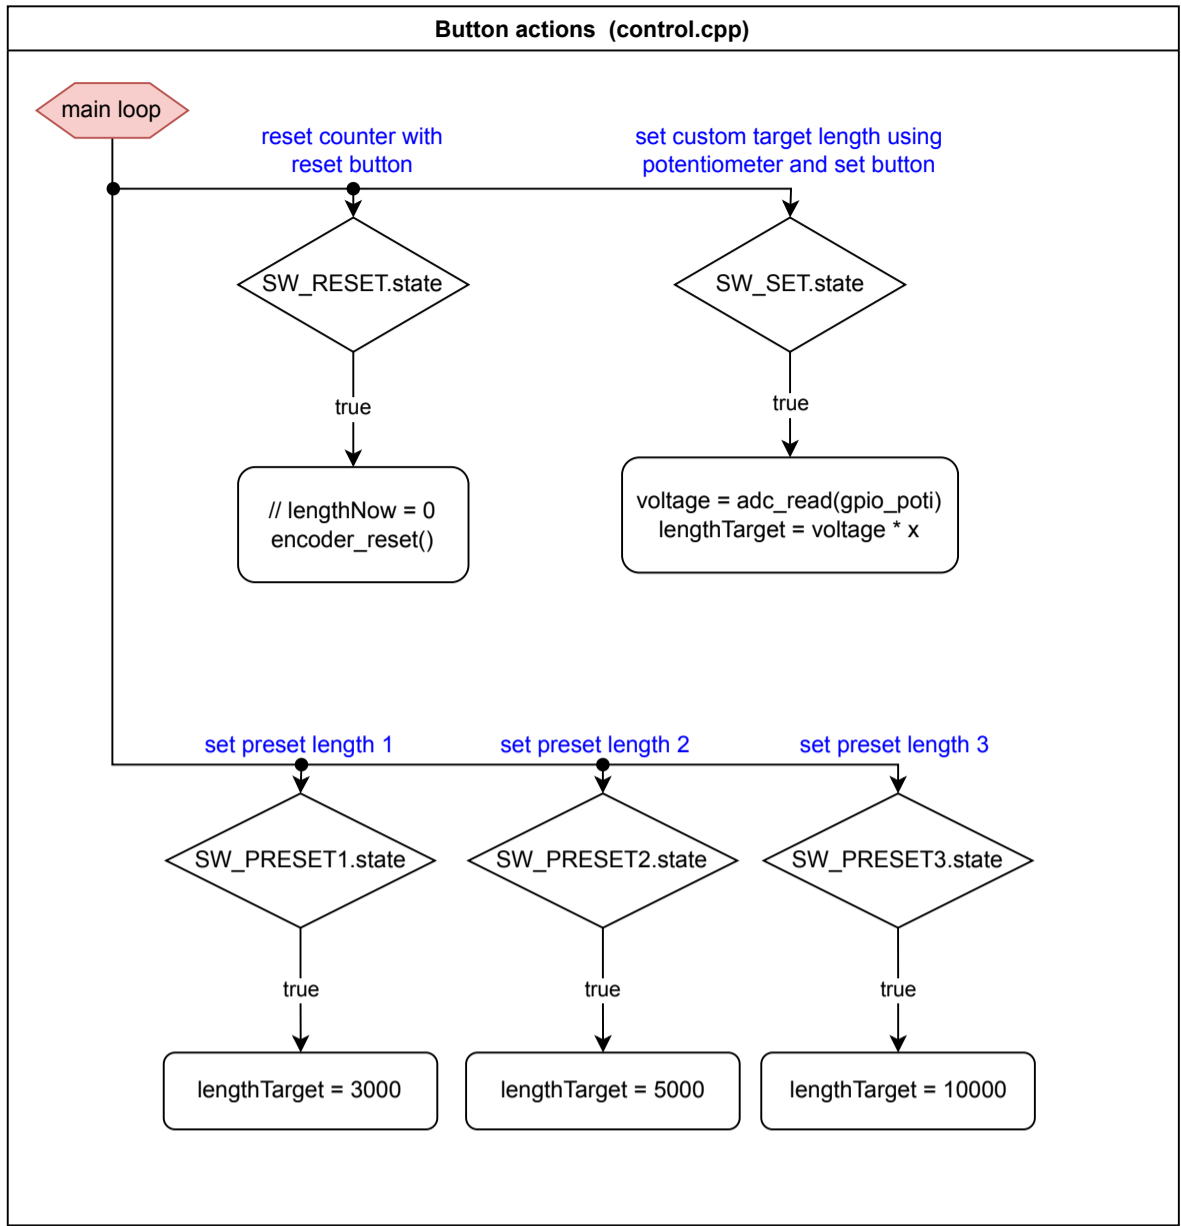 Button actions  (control.cpp)
main loop
reset counter with
reset button
set custom target length using
potentiometer and set button
SW_RESET.state
SW_SET.state
true
true
// lengthNow = 0
encoder_reset()
voltage = adc_read(gpio_poti)
lengthTarget = voltage * x
set preset length 1
set preset length 2
set preset length 3
SW_PRESET1.state
SW_PRESET2.state
SW_PRESET3.state
true
true
true
lengthTarget = 3000
lengthTarget = 5000
lengthTarget = 10000